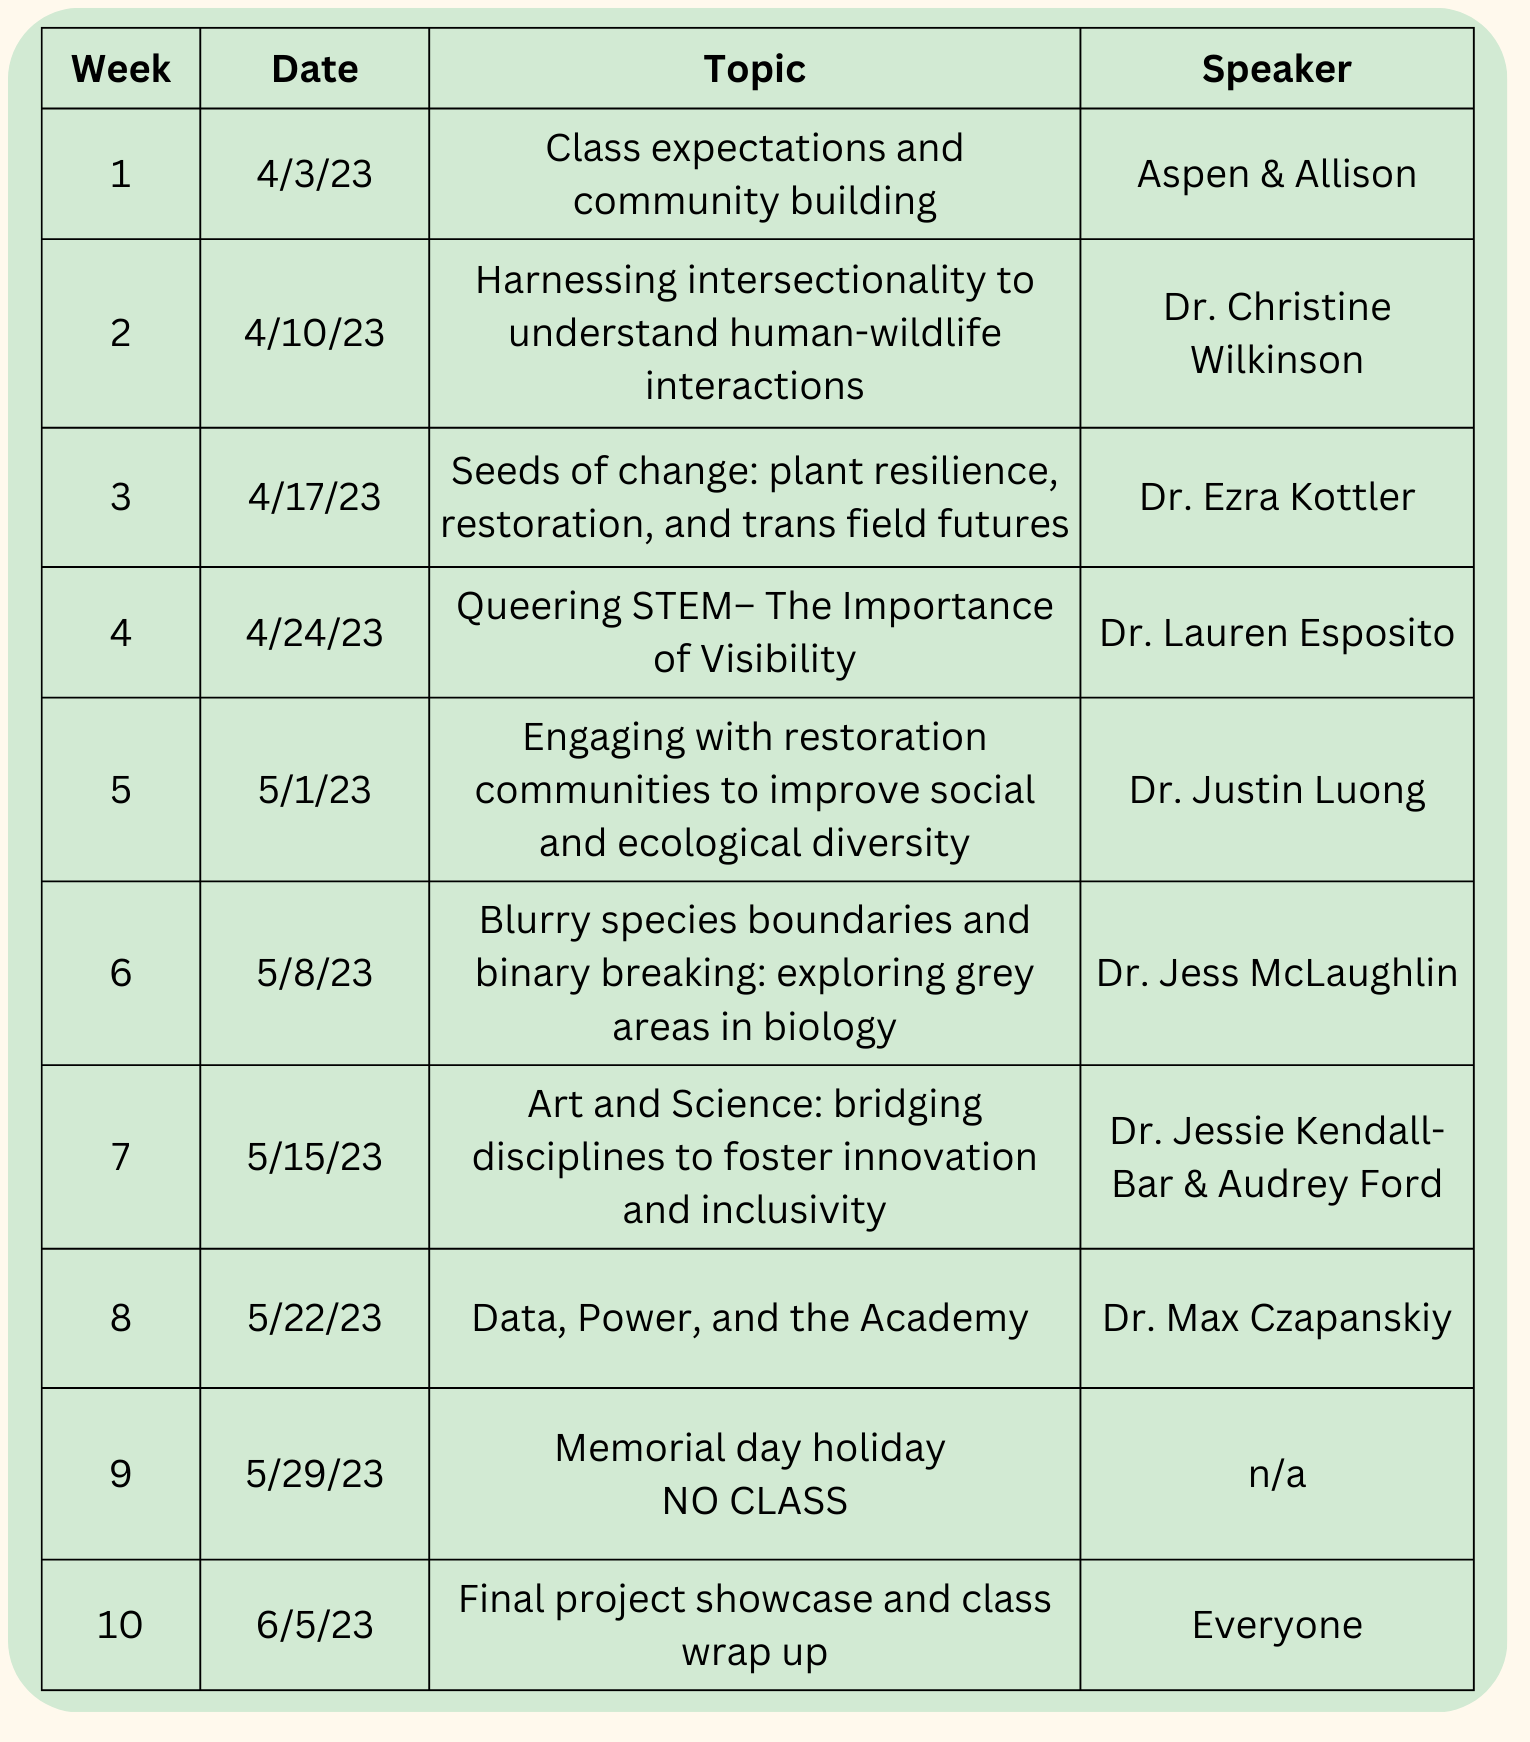 Week Date Topic Speaker
1 4/3/23 Class expectations and
community building Aspen & Allison
2 4/10/23 Harnessing intersectionality to
understand human-wildlife
interactions Dr. Christine
Wilkinson
3 4/17/23 Seeds of change: plant resilience,
restoration, and trans field futures Dr. Ezra Kottler
4 4/24/23 Queering STEM– The Importance
of Visibility Dr. Lauren Esposito
5 5/1/23 Engaging with restoration
communities to improve social
and ecological diversity Dr. Justin Luong
6 5/8/23 Blurry species boundaries and
binary breaking: exploring grey
areas in biology Dr. Jess McLaughlin
7 5/15/23 Art and Science: bridging
disciplines to foster innovation
and inclusivity Dr. Jessie Kendall-
Bar & Audrey Ford
8 5/22/23 Data, Power, and the Academy Dr. Max Czapanskiy
9 5/29/23 Memorial day holiday
NO CLASS n/a
10 6/5/23 Final project showcase and class
wrap up Everyone